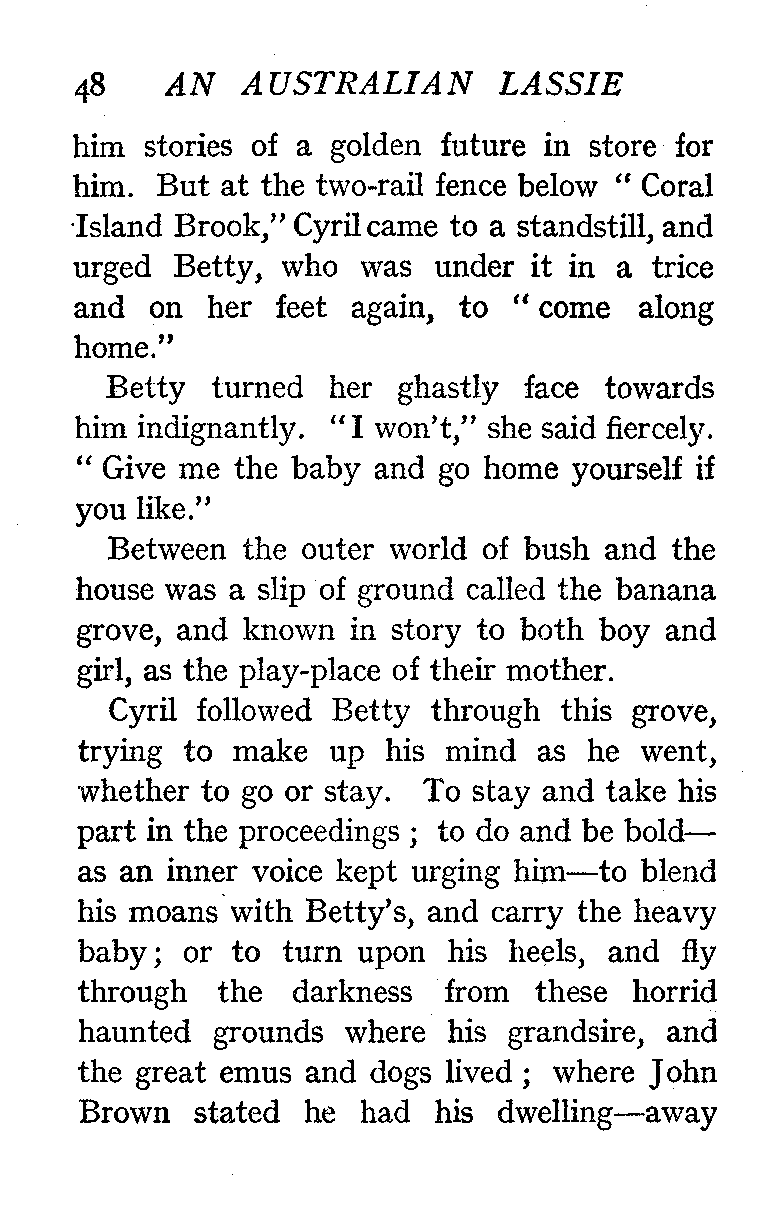 48 AN AUSTRALIAN LASSIE
him stories of a golden future in store for
him. But at the two-rail fence below “ Coral
Island Brook,” Cyril came to a standstill, and
urged Betty, who was under it in a trice
and on her feet again, to “ come along
home.”
Betty turned her ghastly face towards
him indignantly. “ I won’t,” she said fiercely.
“ Give me the baby and go home yourself if
you like.”
Between the outer world of bush and the
house was a slip of ground called the banana
grove, and known in story to both boy and
girl, as the play-place of their mother.
Cyril followed Betty through this grove,
trying to make up his mind as he went,
whether to go or stay. To stay and take his
part in the proceedings ; to do and be bold—
as an inner voice kept urging him—to blend
his moans with Betty’s, and carry the heavy
baby ; or to turn upon his heels, and fly
through the darkness from these horrid
haunted grounds where his grandsire, and
the great emus and dogs lived ; where John
Brown stated he had his dwelling—away